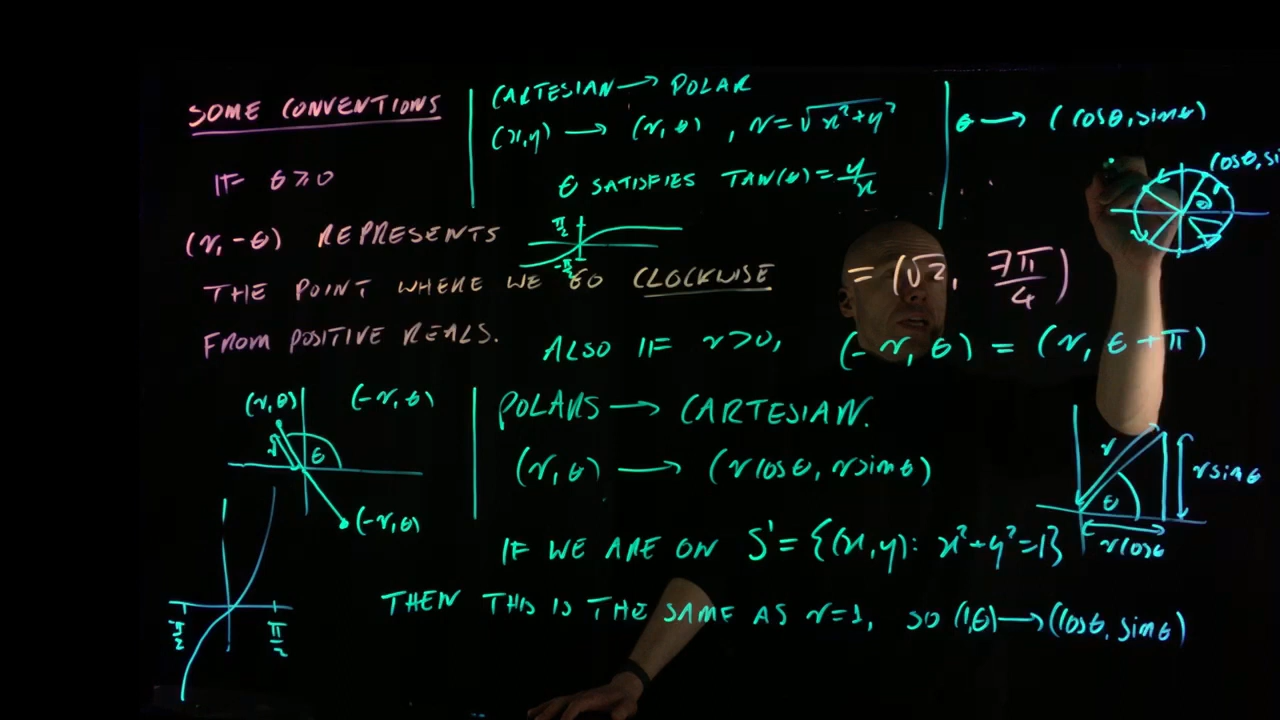 SOME CONVENTIONS
IF θ ≥ 0
(r, -θ) REPRESENTS
THE POINT WHERE WE GO CLOCKWISE
FROM POSITIVE REALS.
CARTESIAN → POLAR
(x,y) → (r, θ) , r = √x²+y²
θ SATISFIES TAN(θ) = y/x
π/2
-π/2
θ → (cosθ, sinθ)
(cosθ, si
= (√2, 7π/4)
ALSO IF r>0, (-r, θ) = (r, θ+π)
(r,θ) (-r,θ)
r θ
(-r,θ)
POLARS → CARTESIAN.
(r, θ) → (r cosθ, r sinθ)
r θ r sinθ
r cosθ
IF WE ARE ON S' = {(x,y): x²+y²=1}
THEN THIS IS THE SAME AS r=1, SO (1,θ) → (cosθ, sinθ)
-π/2 π/2